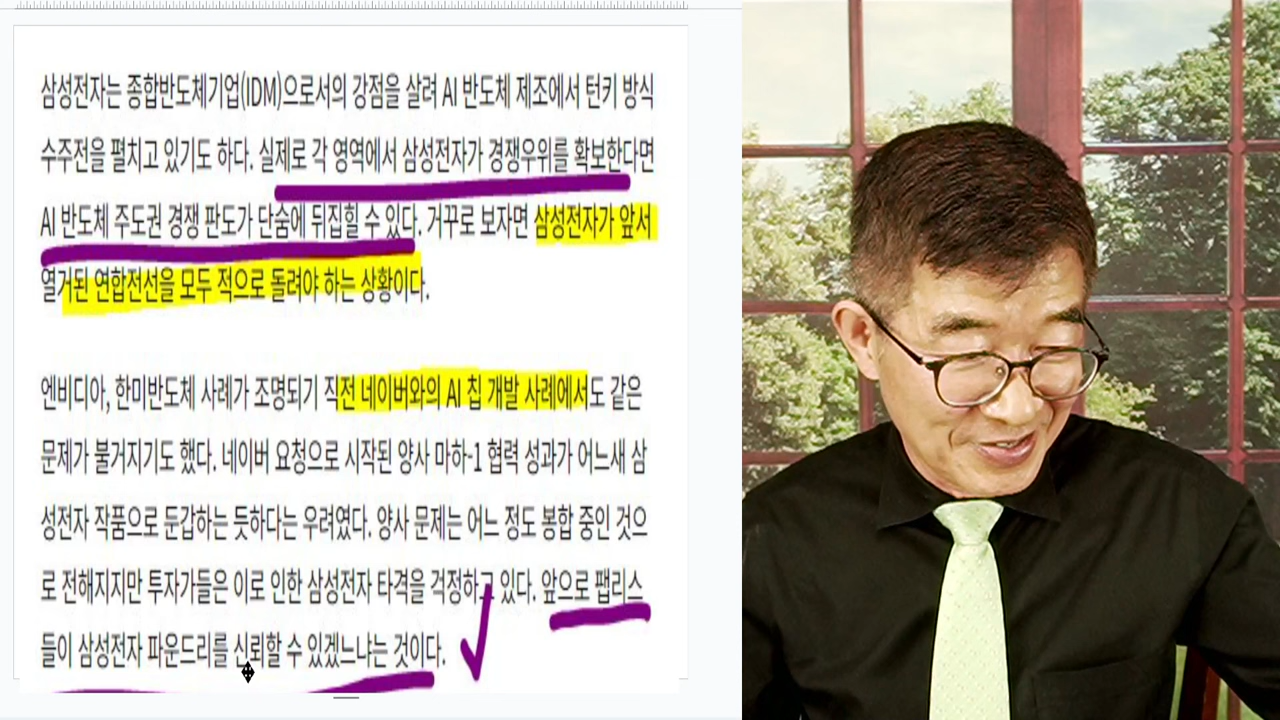 삼성전자는 종합반도체기업(IDM)으로서의 강점을 살려 AI 반도체 제조에서 턴키 방식
수주전을 펼치고 있기도 하다. 실제로 각 영역에서 삼성전자가 경쟁우위를 확보한다면
AI 반도체 주도권 경쟁 판도가 단숨에 뒤집힐 수 있다. 거꾸로 보자면 삼성전자가 앞서
열거된 연합전선을 모두 적으로 돌려야 하는 상황이다.
엔비디아, 한미반도체 사례가 조명되기 직전 네이버와의 AI 칩 개발 사례에서도 같은
문제가 불거지기도 했다. 네이버 요청으로 시작된 양사 마하-1 협력 성과가 어느새 삼
성전자 작품으로 둔갑하는 듯하다는 우려였다. 양사 문제는 어느 정도 봉합 중인 것으
로 전해지지만 투자가들은 이로 인한 삼성전자 타격을 걱정하고 있다. 앞으로 팹리스
들이 삼성전자 파운드리를 신뢰할 수 있겠느냐는 것이다.